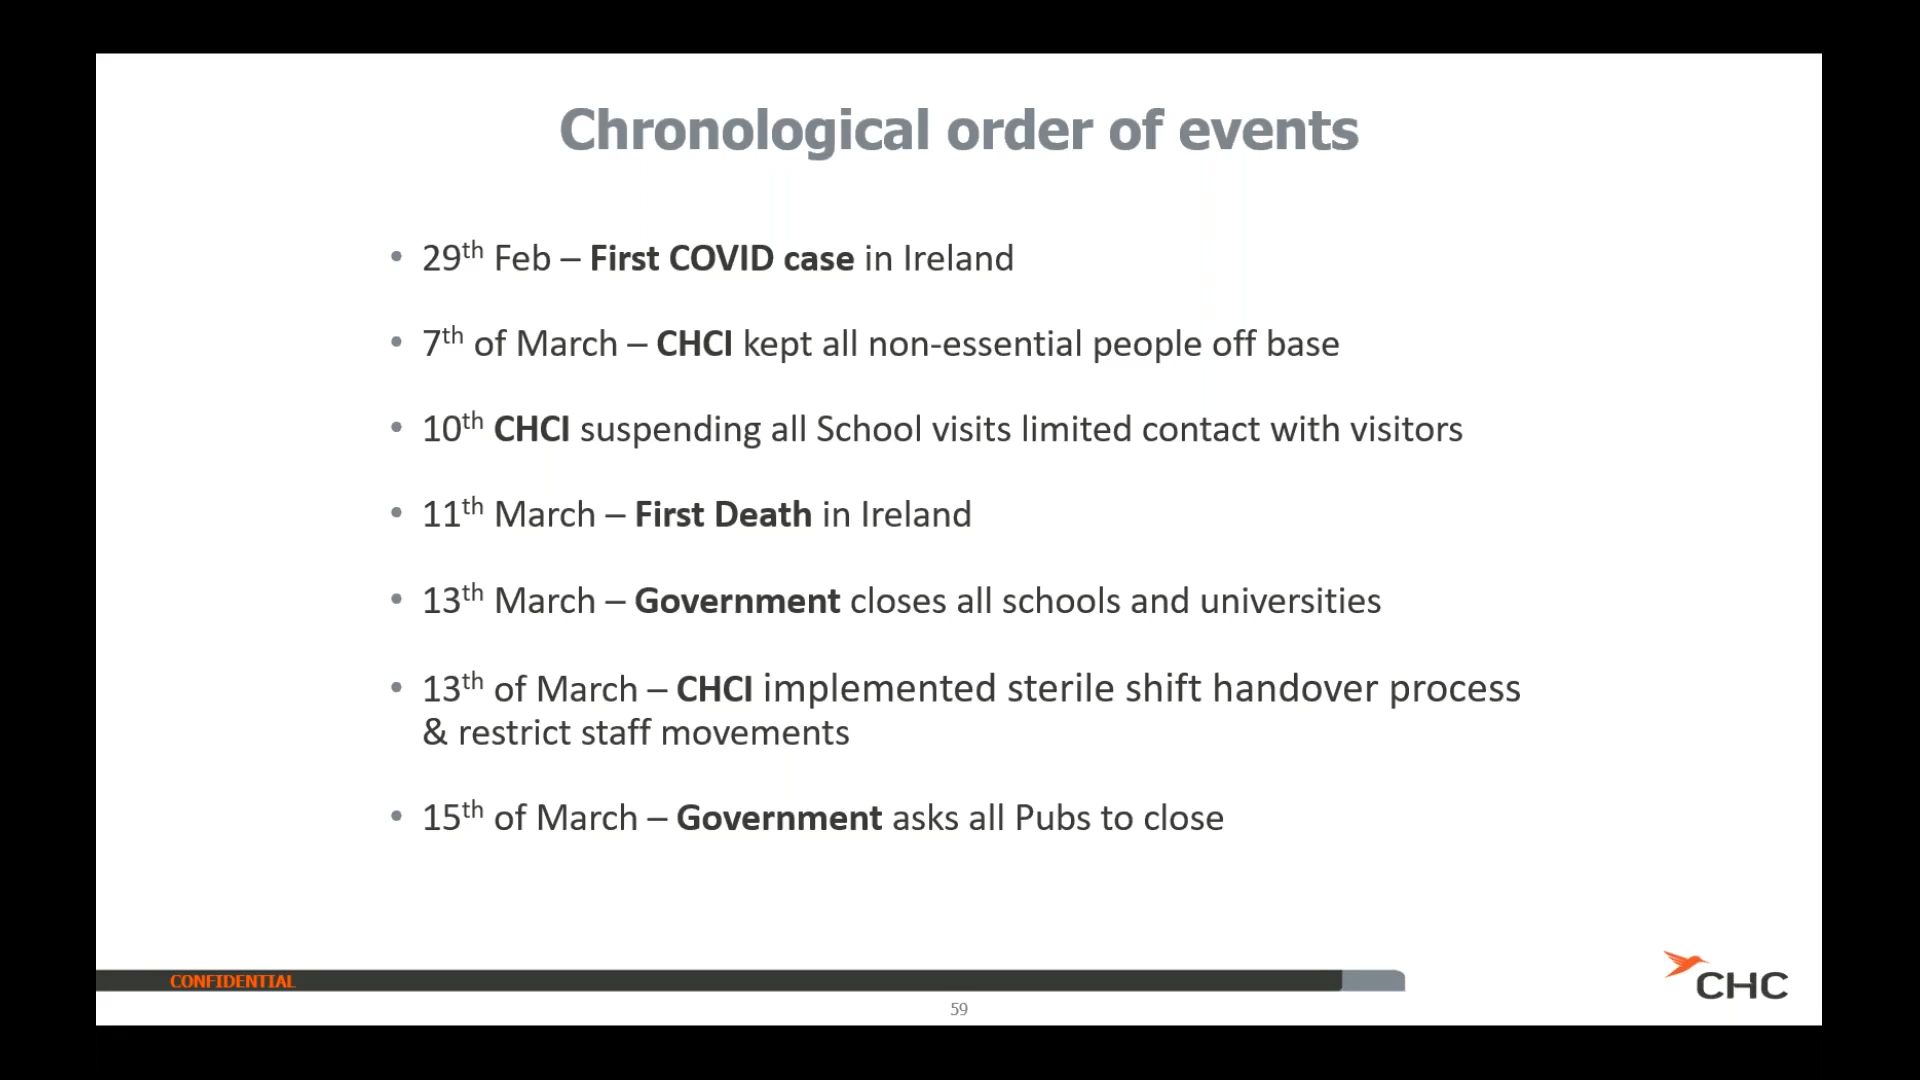 Chronological order of events
• 29th Feb – First COVID case in Ireland
• 7th of March – CHCI kept all non-essential people off base
• 10th CHCI suspending all School visits limited contact with visitors
• 11th March – First Death in Ireland
• 13th March – Government closes all schools and universities
• 13th of March – CHCI implemented sterile shift handover process
& restrict staff movements
• 15th of March – Government asks all Pubs to close
CONFIDENTIAL
CHC
59